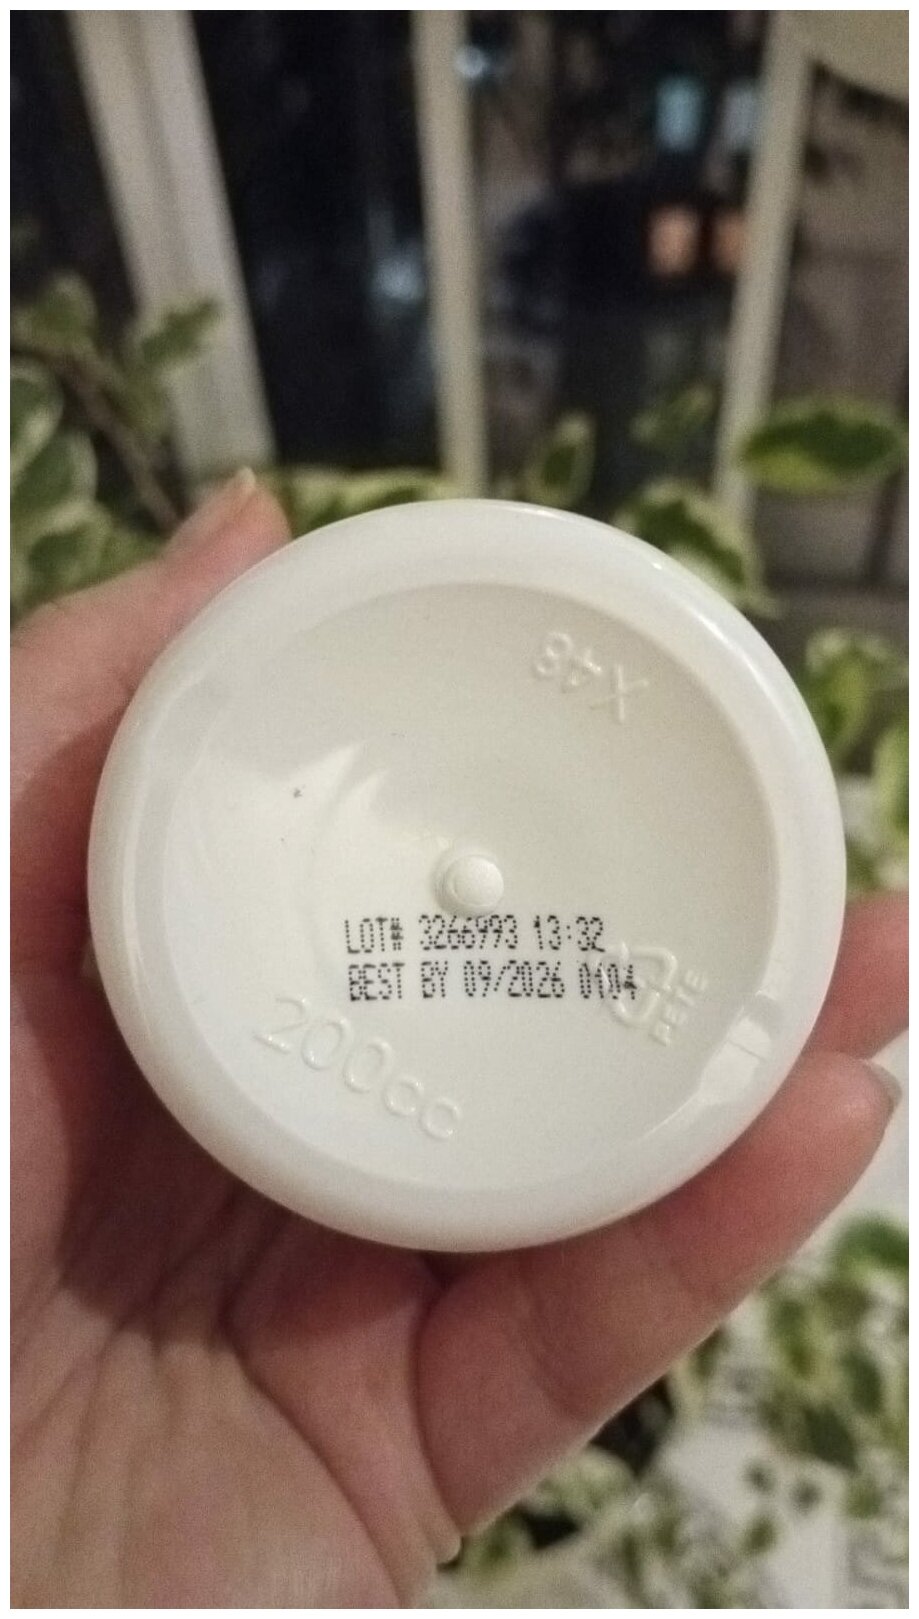 X48
LOT# 3266993 13:32
BEST BY 09/2026 0104
PETE
200cc